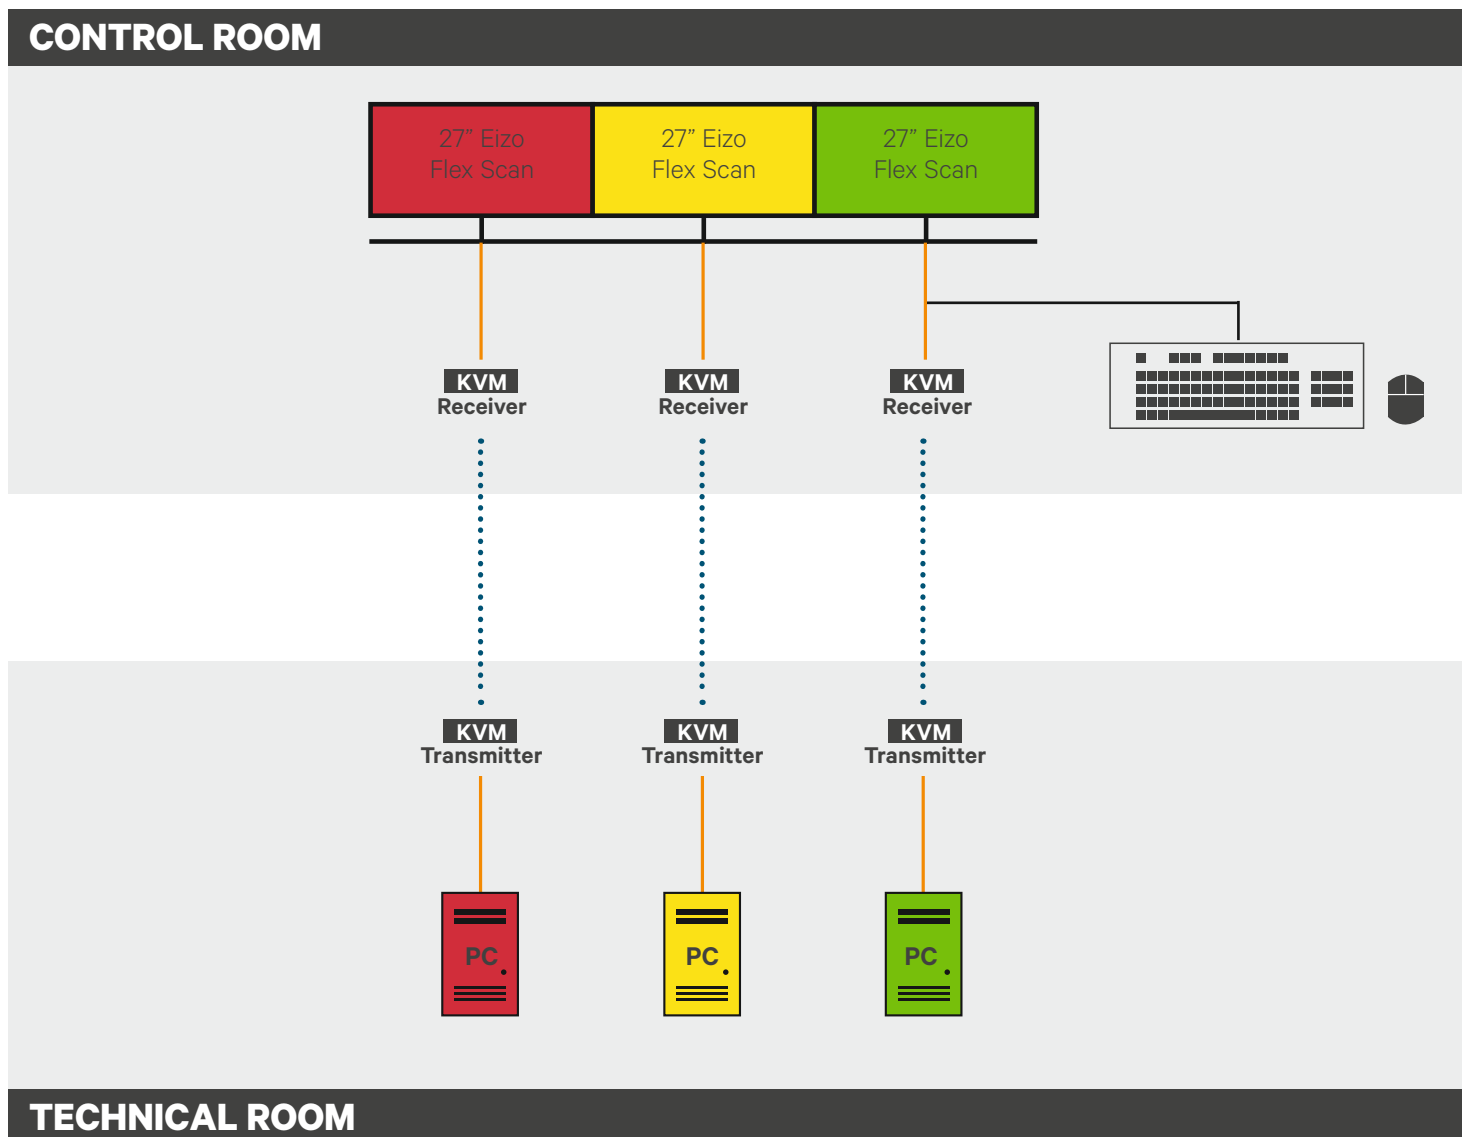 CONTROL ROOM
27” Eizo
Flex Scan
27” Eizo
Flex Scan
27” Eizo
Flex Scan
KVM
Receiver
KVM
Receiver
KVM
Receiver
KVM
Transmitter
KVM
Transmitter
KVM
Transmitter
PC
PC
PC
TECHNICAL ROOM